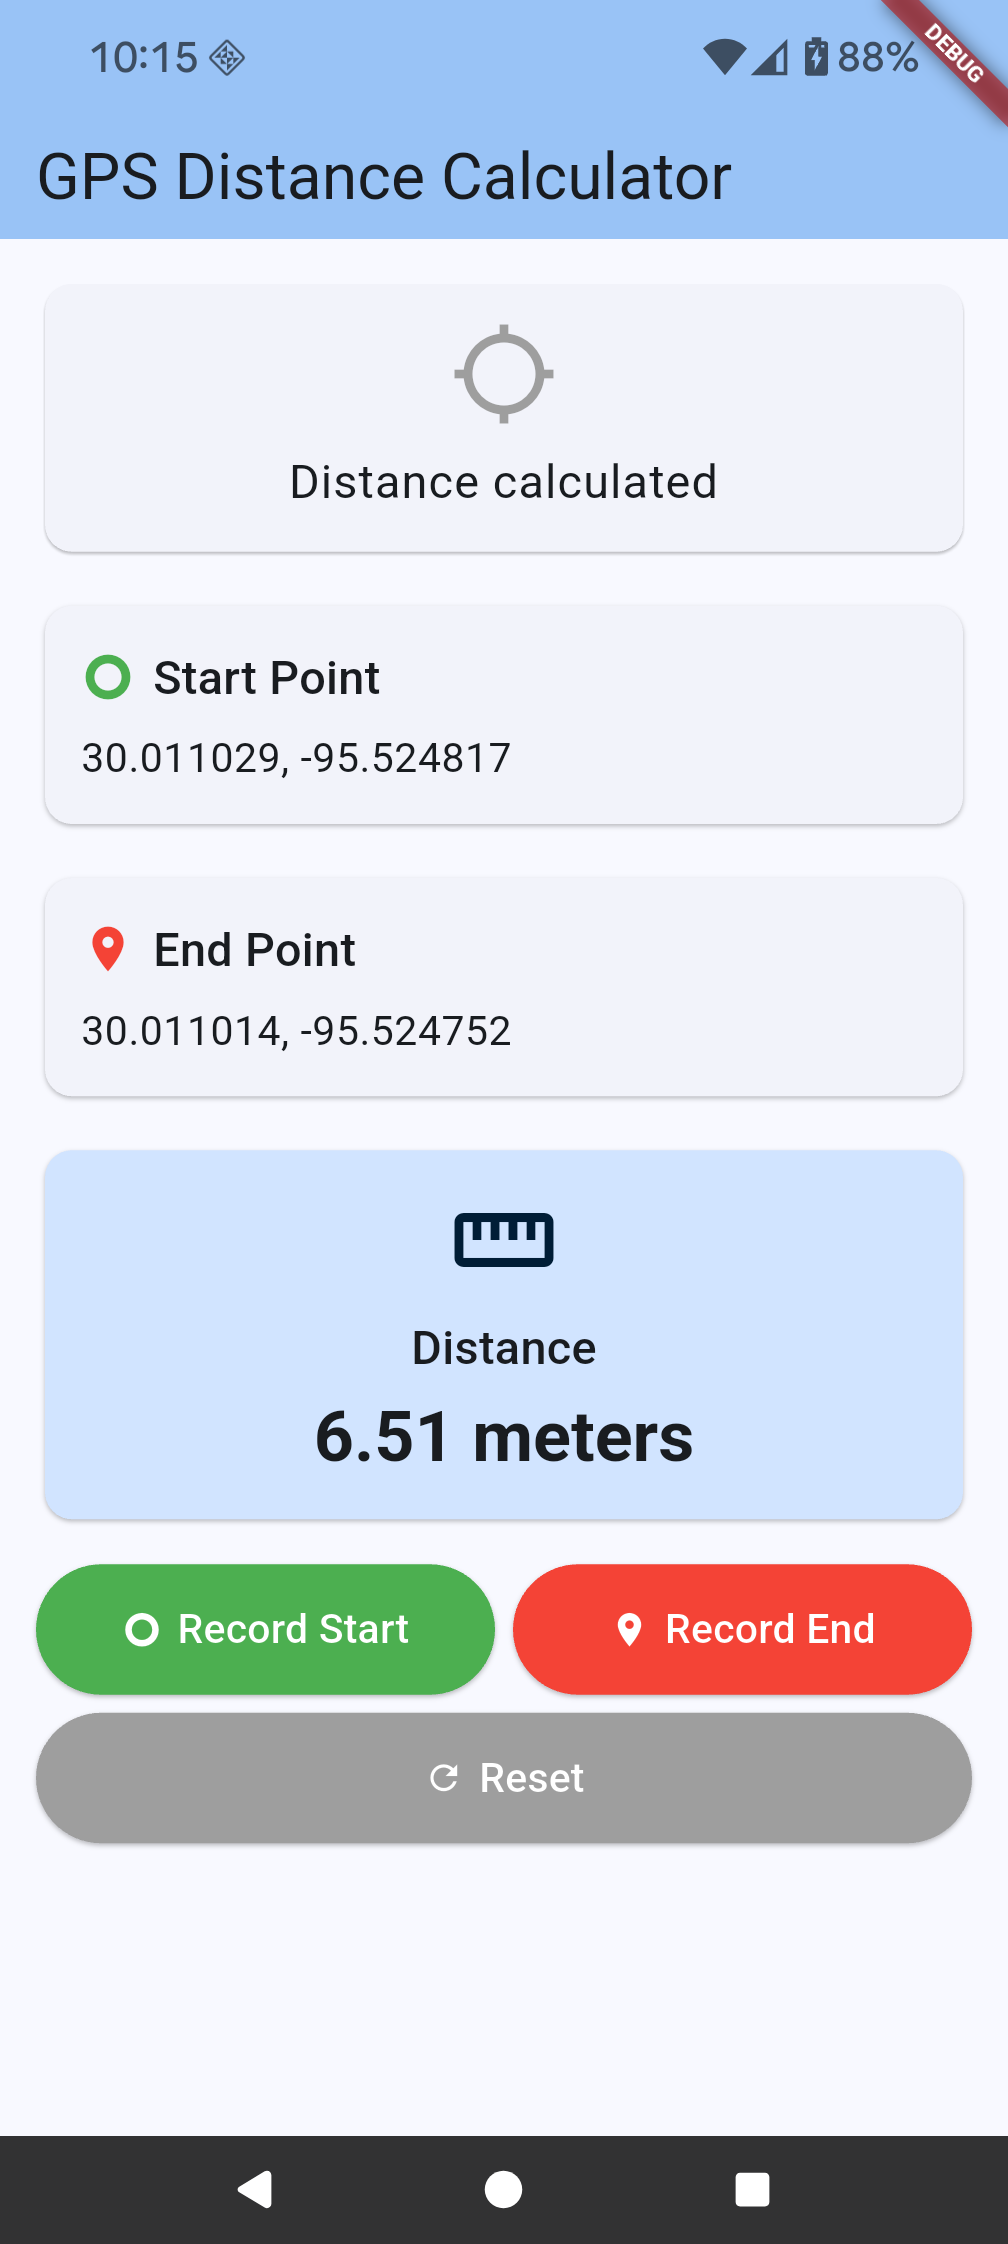 10:15 88%
DEBUG
GPS Distance Calculator
Distance calculated
Start Point
30.011029, -95.524817
End Point
30.011014, -95.524752
Distance
6.51 meters
Record Start Record End
Reset